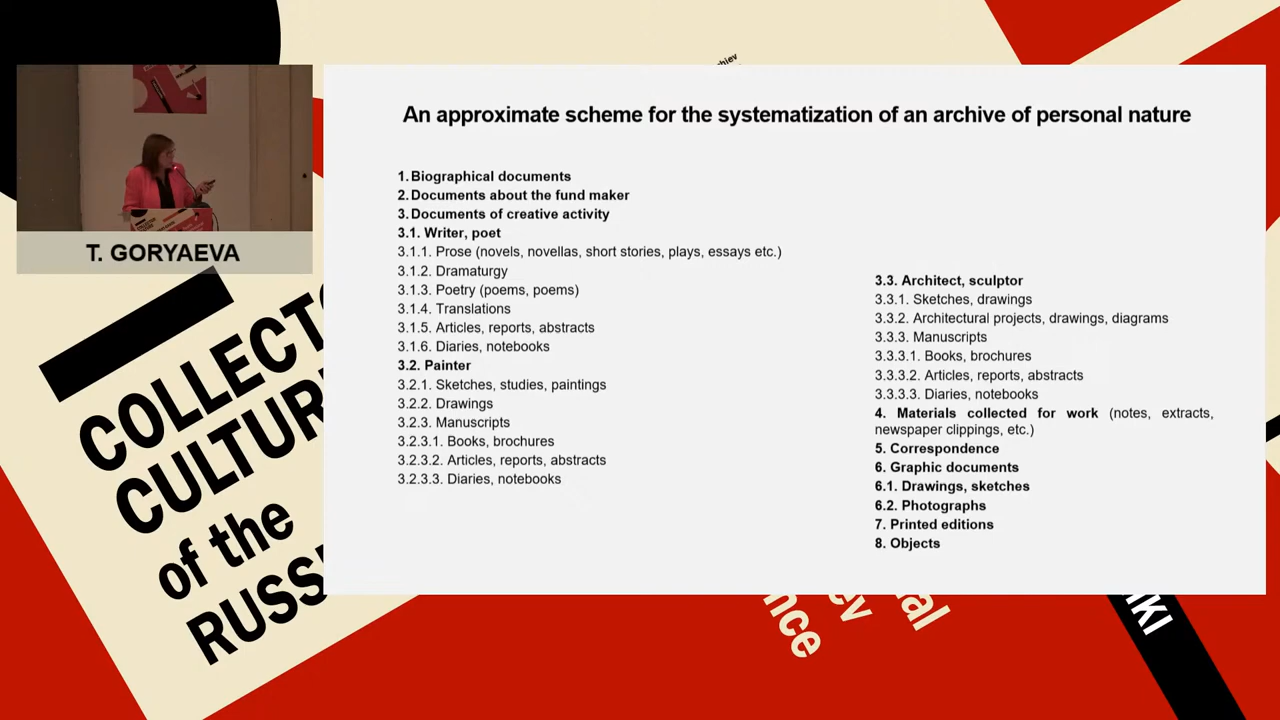 An approximate scheme for the systematization of an archive of personal nature
1. Biographical documents
2. Documents about the fund maker
3. Documents of creative activity
3.1. Writer, poet
3.1.1. Prose (novels, novellas, short stories, plays, essays etc.)
3.1.2. Dramaturgy
3.1.3. Poetry (poems, poems)
3.1.4. Translations
3.1.5. Articles, reports, abstracts
3.1.6. Diaries, notebooks
3.2. Painter
3.2.1. Sketches, studies, paintings
3.2.2. Drawings
3.2.3. Manuscripts
3.2.3.1. Books, brochures
3.2.3.2. Articles, reports, abstracts
3.2.3.3. Diaries, notebooks
3.3. Architect, sculptor
3.3.1. Sketches, drawings
3.3.2. Architectural projects, drawings, diagrams
3.3.3. Manuscripts
3.3.3.1. Books, brochures
3.3.3.2. Articles, reports, abstracts
3.3.3.3. Diaries, notebooks
4. Materials collected for work (notes, extracts,
newspaper clippings, etc.)
5. Correspondence
6. Graphic documents
6.1. Drawings, sketches
6.2. Photographs
7. Printed editions
8. Objects
T. GORYAEVA
COLLECT
CULTUR
of the
RUSS